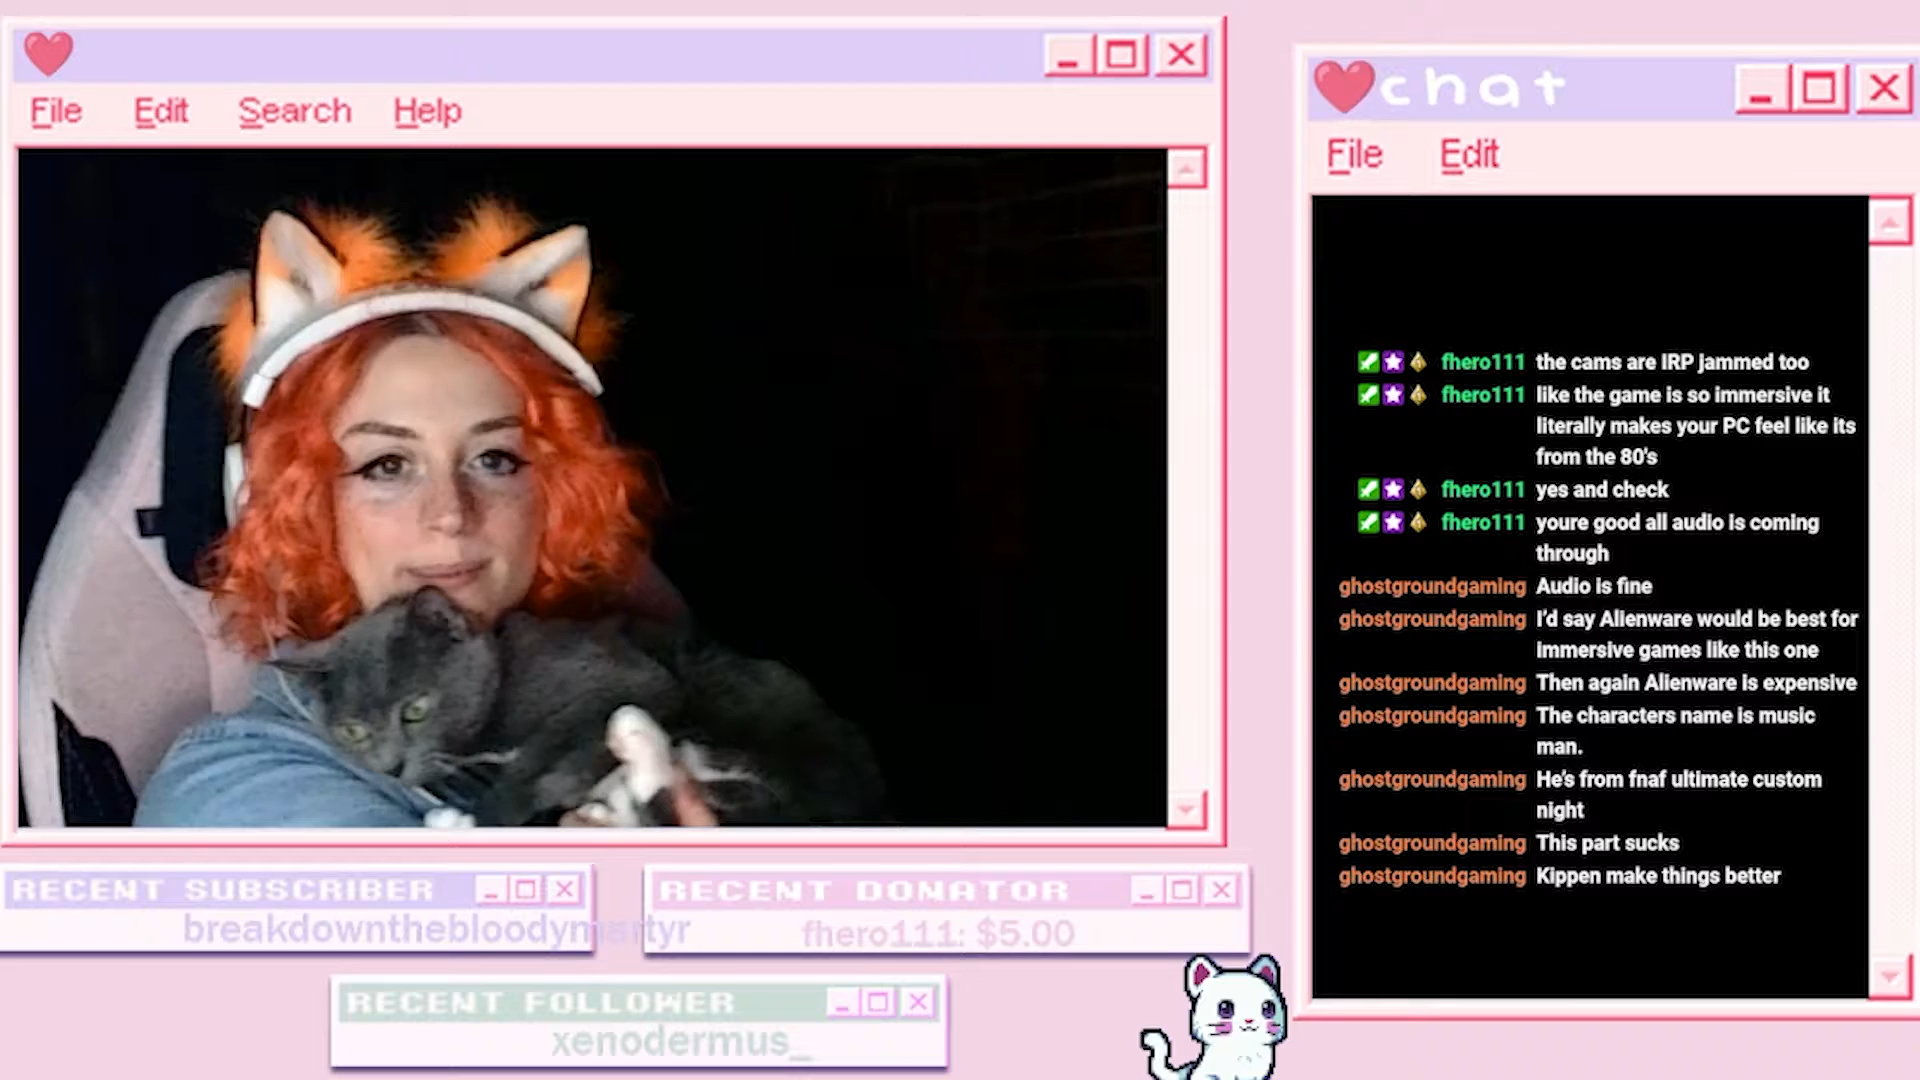 File Edit Search Help
chat
File Edit
fhero111 the cams are IRP jammed too
fhero111 like the game is so immersive it
literally makes your PC feel like its
from the 80's
fhero111 yes and check
fhero111 youre good all audio is coming
through
ghostgroundgaming Audio is fine
ghostgroundgaming I'd say Alienware would be best for
immersive games like this one
ghostgroundgaming Then again Alienware is expensive
ghostgroundgaming The characters name is music
man.
ghostgroundgaming He's from fnaf ultimate custom
night
ghostgroundgaming This part sucks
ghostgroundgaming Kippen make things better
RECENT SUBSCRIBER
breakdownthebloodymartyr
RECENT DONATOR
fhero111: $5.00
RECENT FOLLOWER
xenodermus_